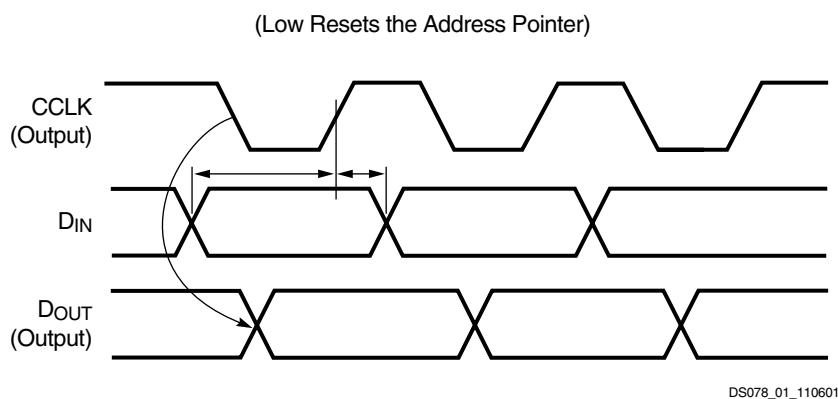 (Low Resets the Address Pointer)
CCLK
(Output)
DIN
DOUT
(Output)
DS078_01_110601